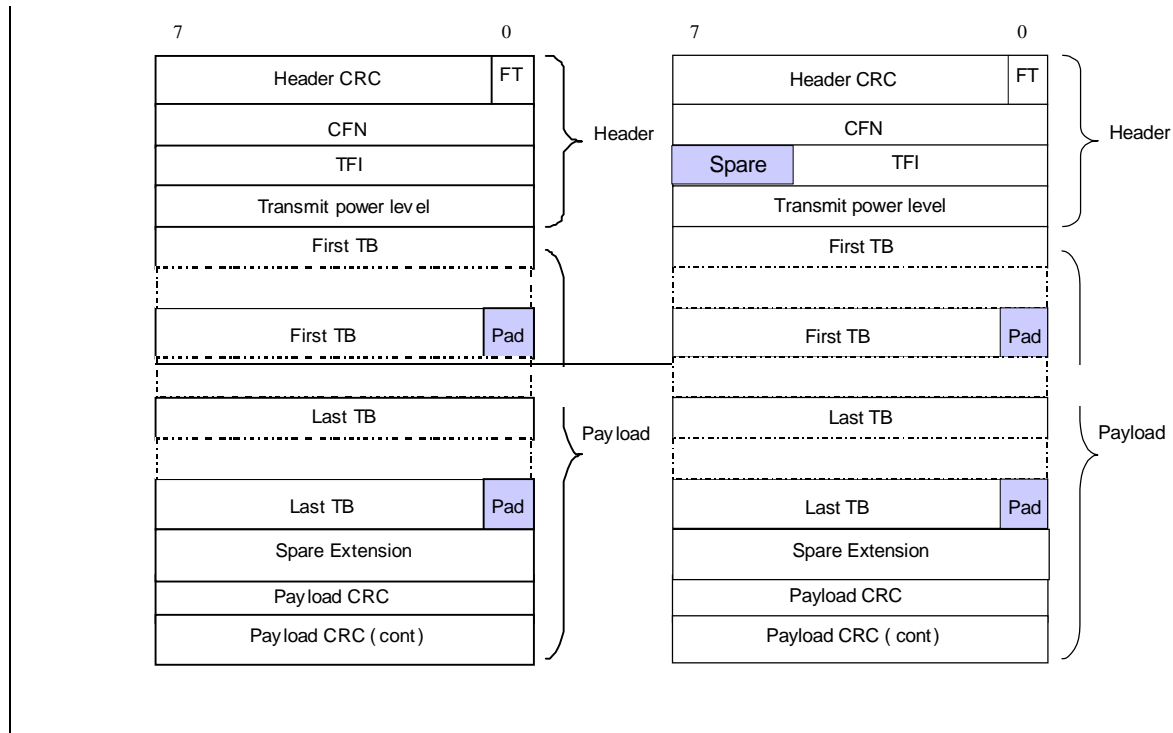 7 0
Header CRC FT
CFN
TFI
Transmit power level
Header
First TB
First TB Pad
Last TB
Last TB Pad
Spare Extension
Payload CRC
Payload CRC ( cont)
Payload
7 0
Header CRC FT
CFN
Spare TFI
Transmit power level
Header
First TB
First TB Pad
Last TB
Last TB Pad
Spare Extension
Payload CRC
Payload CRC ( cont)
Payload